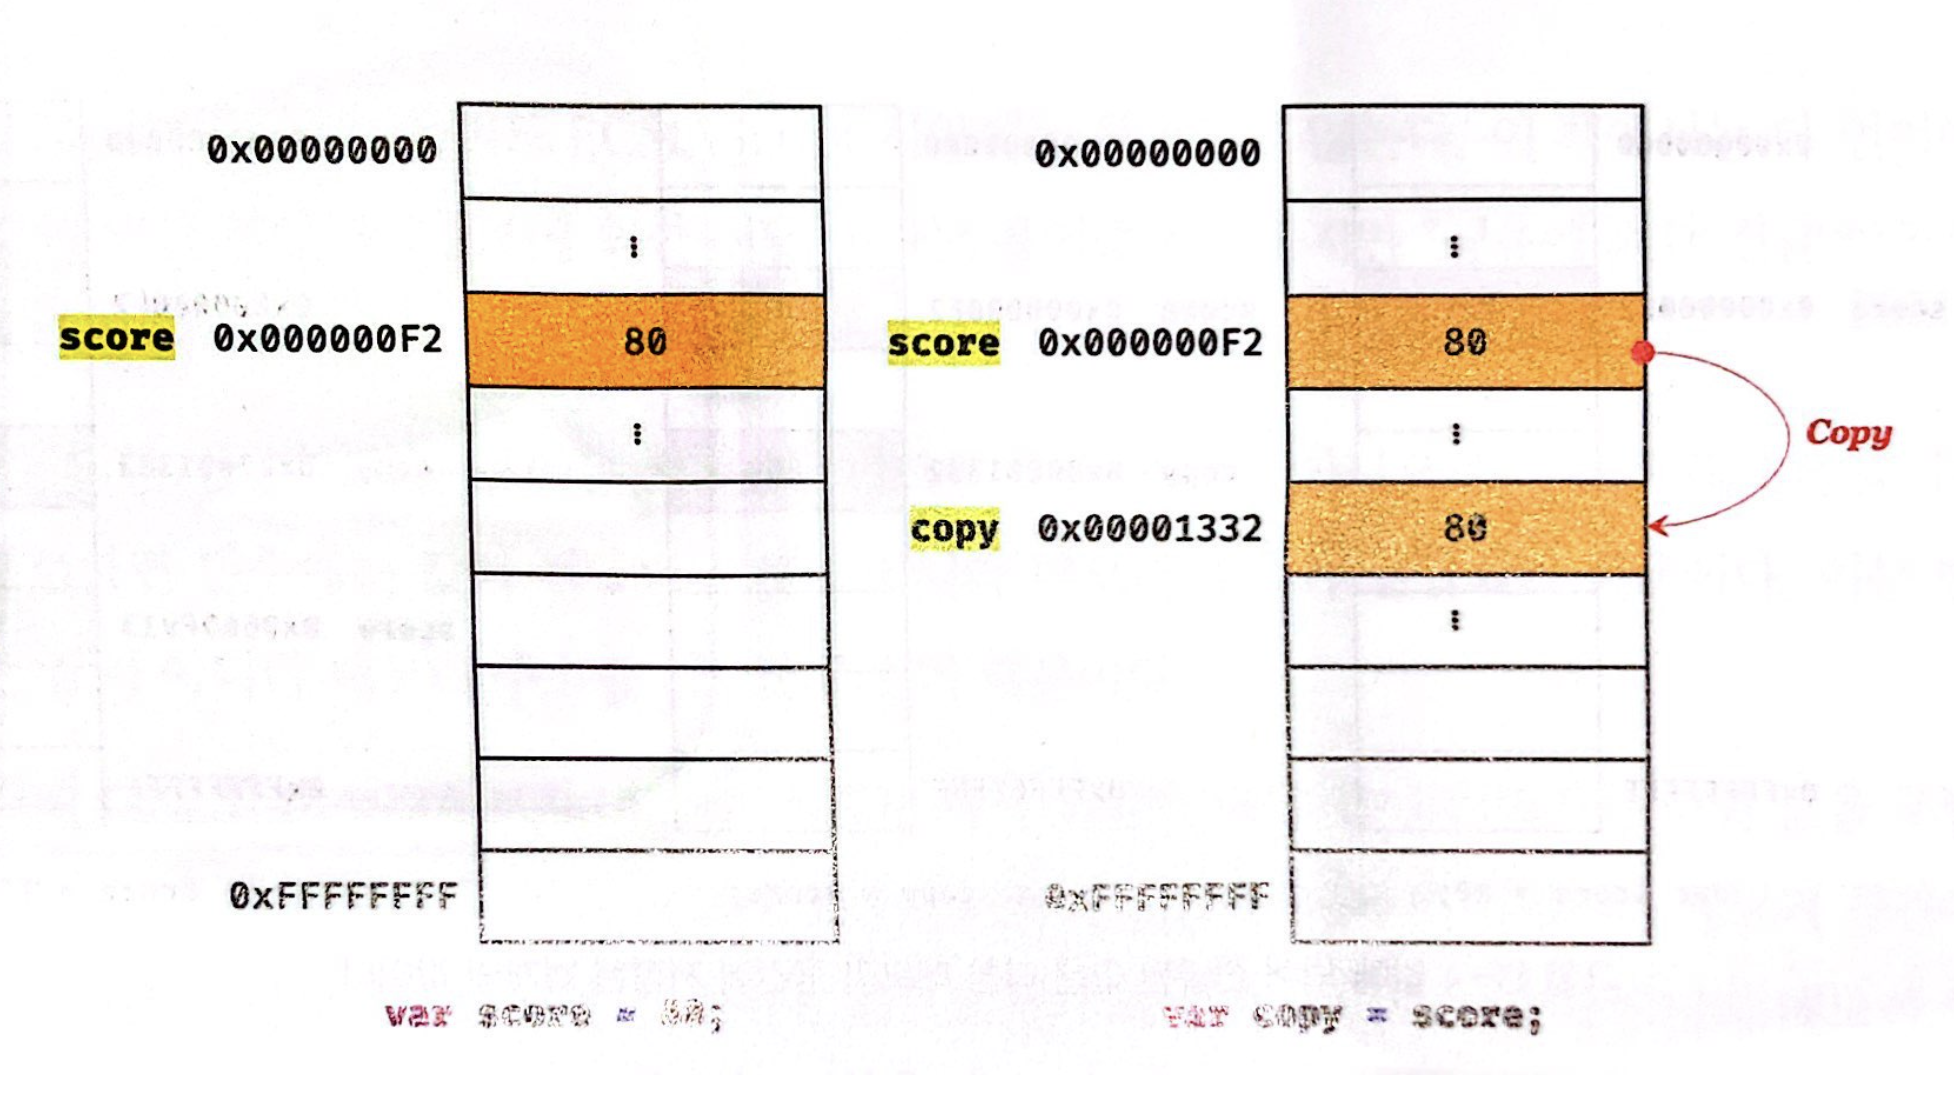 0x00000000
⋮
score 0x000000F2 80
⋮
0xFFFFFFFF
var score = 80;
0x00000000
⋮
score 0x000000F2 80
Copy
⋮
copy 0x00001332 80
⋮
0xFFFFFFFF
var copy = score;